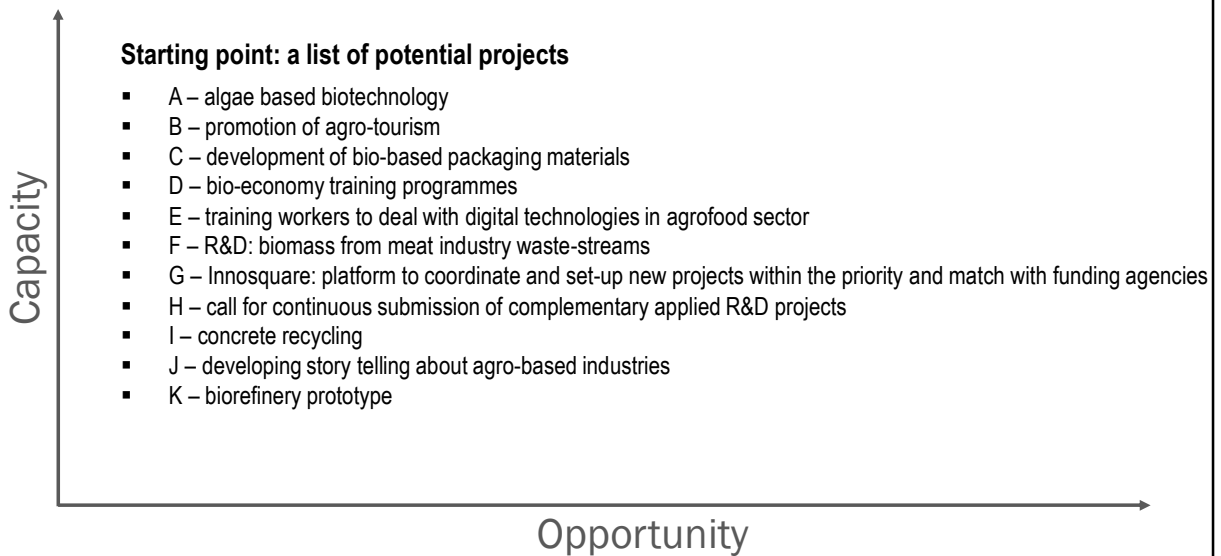 Starting point: a list of potential projects
▪ A – algae based biotechnology
▪ B – promotion of agro-tourism
▪ C – development of bio-based packaging materials
▪ D – bio-economy training programmes
▪ E – training workers to deal with digital technologies in agrofood sector
▪ F – R&D: biomass from meat industry waste-streams
▪ G – Innosquare: platform to coordinate and set-up new projects within the priority and match with funding agencies
▪ H – call for continuous submission of complementary applied R&D projects
▪ I – concrete recycling
▪ J – developing story telling about agro-based industries
▪ K – biorefinery prototype
Capacity
Opportunity